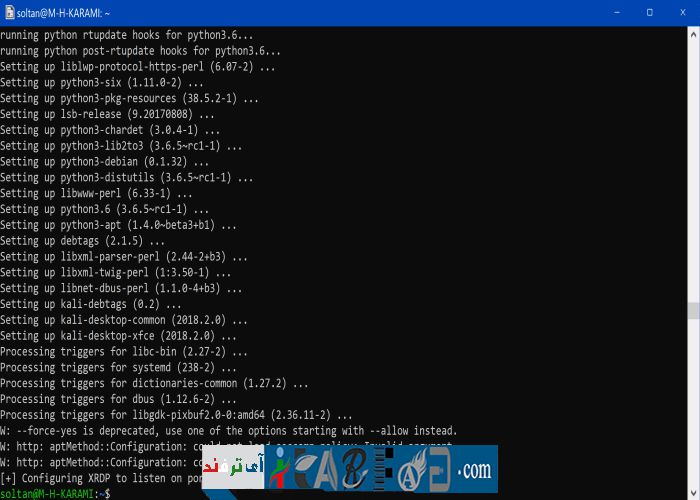 soltan@M-H-KARAMI: ~
running python rtupdate hooks for python3.6...
running python post-rtupdate hooks for python3.6...
Setting up liblwp-protocol-https-perl (6.07-2) ...
Setting up python3-six (1.11.0-2) ...
Setting up python3-pkg-resources (38.5.2-1) ...
Setting up lsb-release (9.20170808) ...
Setting up python3-chardet (3.0.4-1) ...
Setting up python3-lib2to3 (3.6.5~rc1-1) ...
Setting up python3-debian (0.1.32) ...
Setting up python3-distutils (3.6.5~rc1-1) ...
Setting up libwww-perl (6.33-1) ...
Setting up python3.6 (3.6.5~rc1-1) ...
Setting up python3-apt (1.4.0~beta3+b1) ...
Setting up debtags (2.1.5) ...
Setting up libxml-parser-perl (2.44-2+b3) ...
Setting up libxml-twig-perl (1:3.50-1) ...
Setting up libnet-dbus-perl (1.1.0-4+b3) ...
Setting up kali-debtags (0.2) ...
Setting up kali-desktop-common (2018.2.0) ...
Setting up kali-desktop-xfce (2018.2.0) ...
Processing triggers for libc-bin (2.27-2) ...
Processing triggers for systemd (238-2) ...
Processing triggers for dictionaries-common (1.27.2) ...
Processing triggers for dbus (1.12.6-2) ...
Processing triggers for libgdk-pixbuf2.0-0:amd64 (2.36.11-2) ...
W: --force-yes is deprecated, use one of the options starting with --allow instead.
W: http: aptMethod::Configuration:
W: http: aptMethod::Configuration:
[+] Configuring XRDP to listen on
آی ترفند .com
soltan@M-H-KARAMI:~$